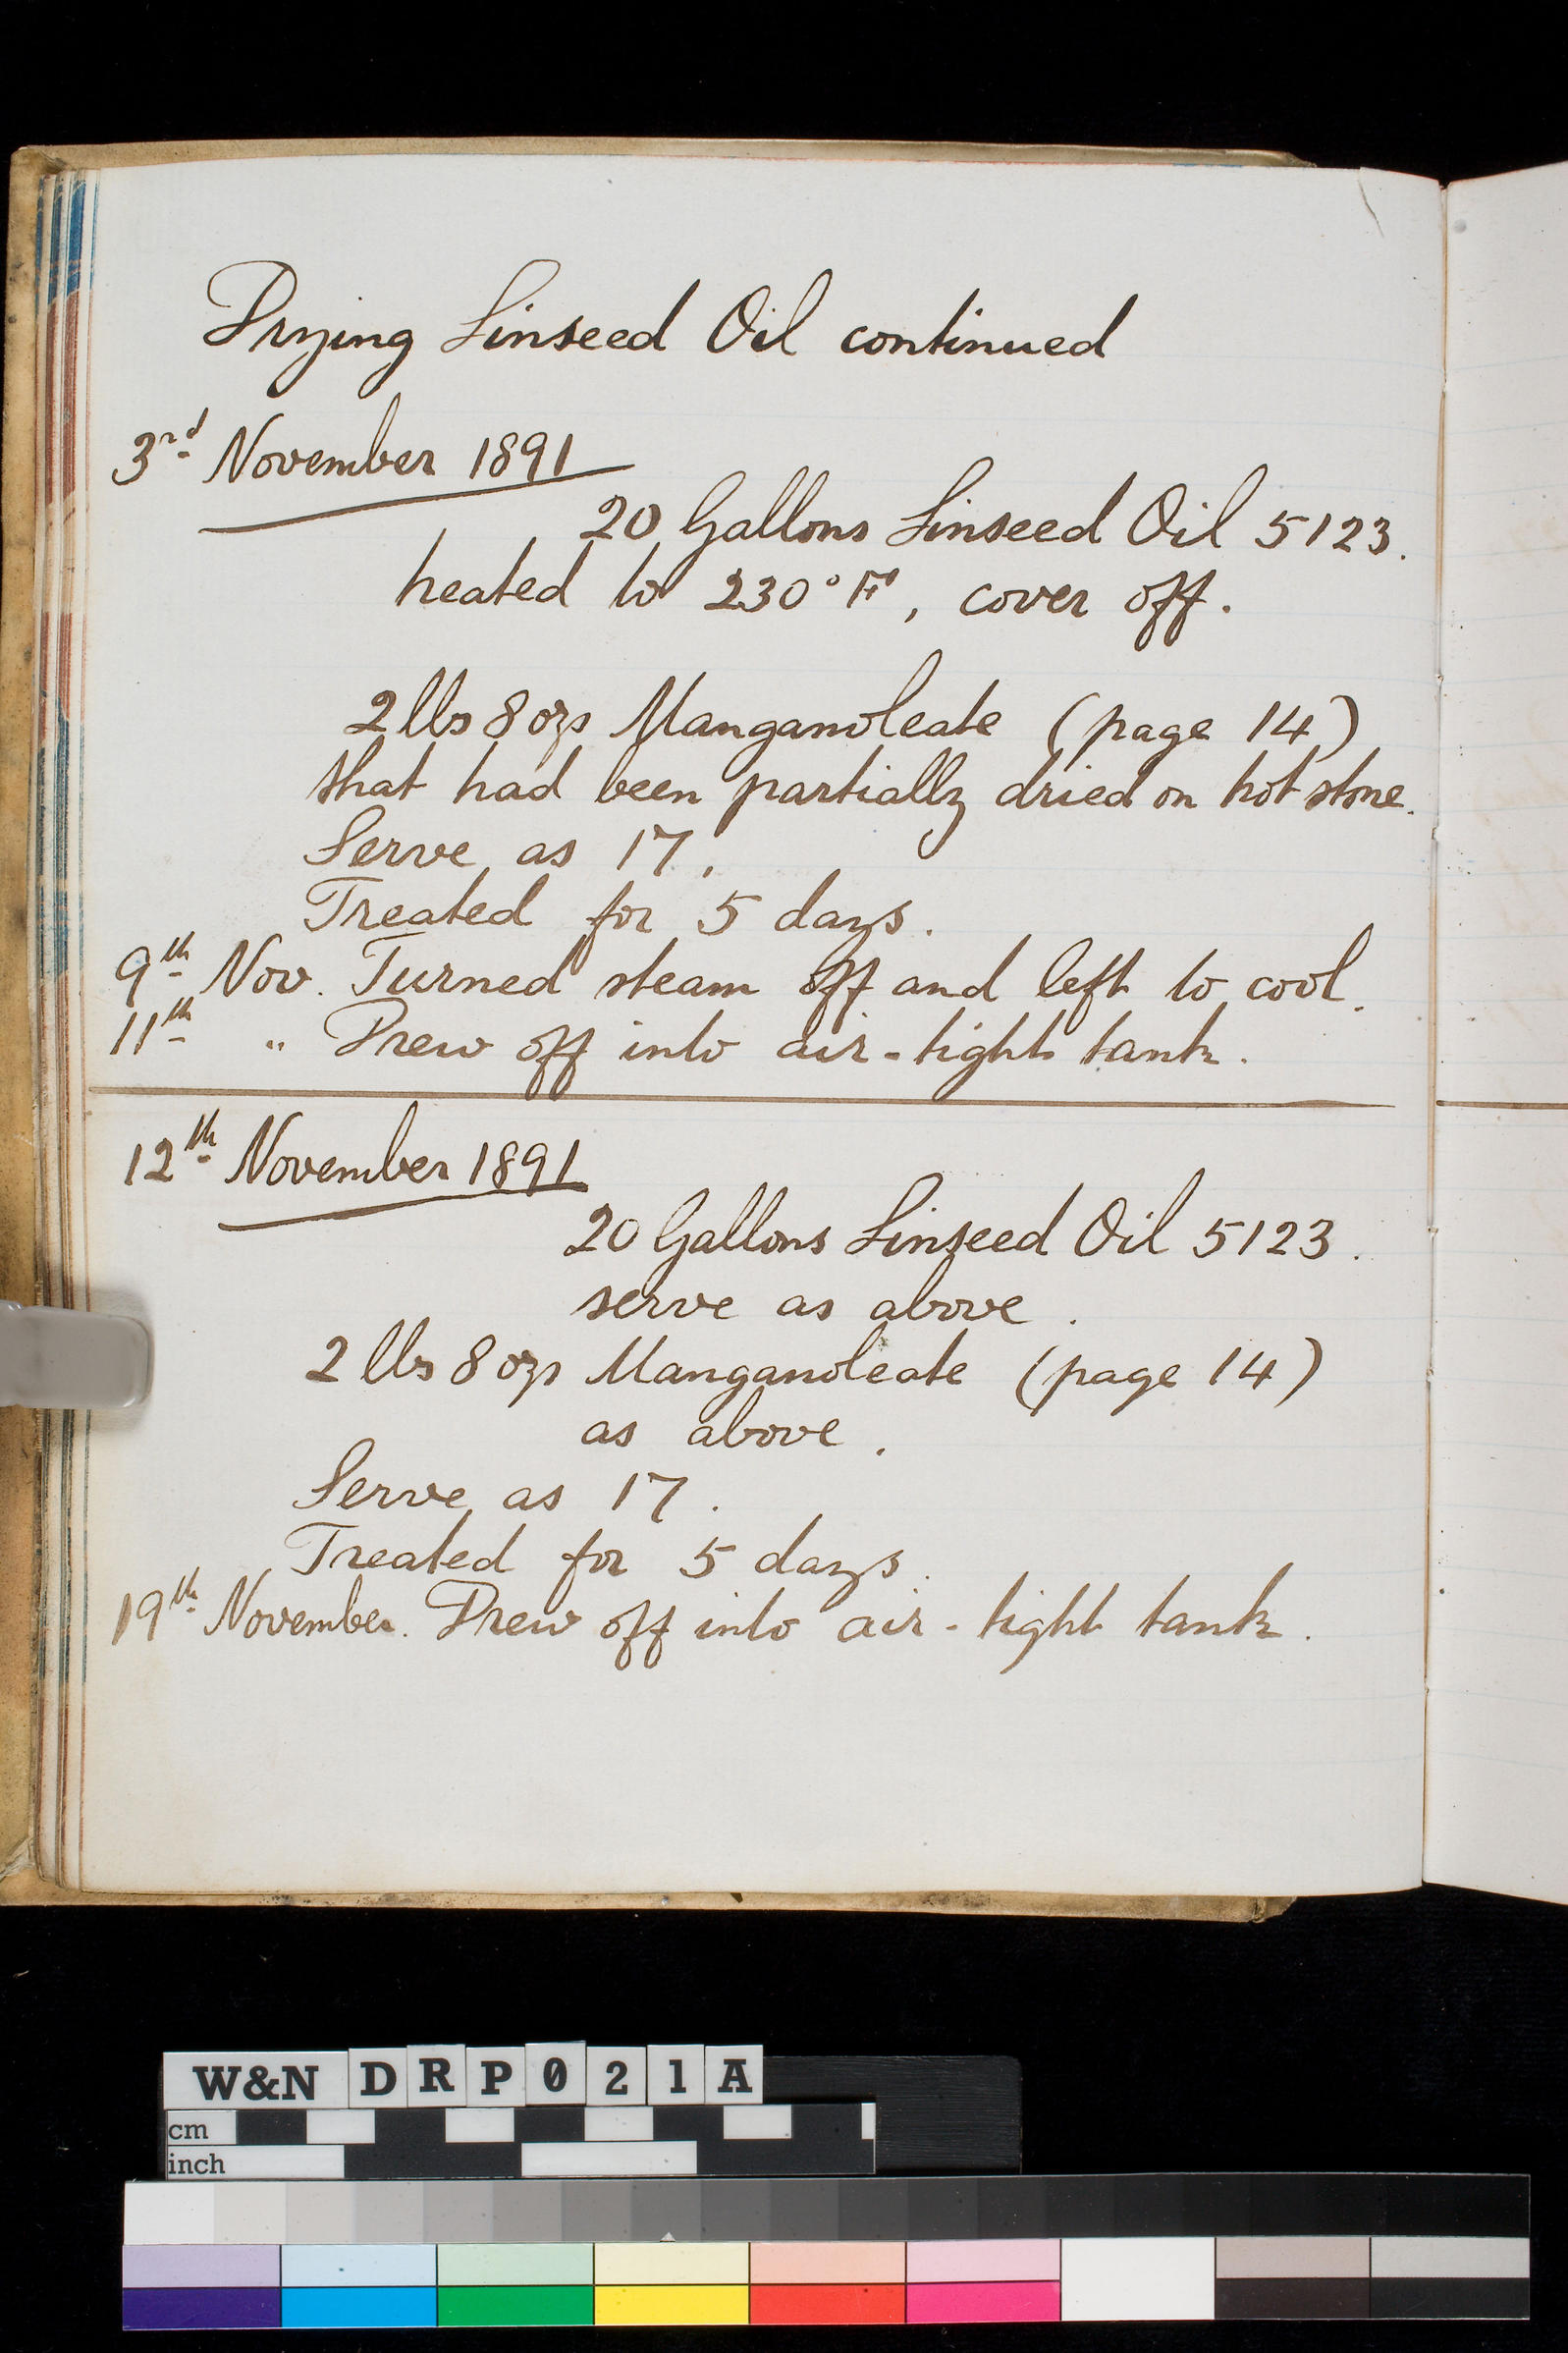 Drying Linseed Oil continued
3rd November 1891
20 Gallons Linseed Oil 5123.
heated to 230° F, cover off.
2 lbs 8 ozs Manganoleate (page 14)
that had been partially dried on hot stone.
Serve as 17.
Treated for 5 days.
9th Nov. Turned steam off and left to cool.
11th " Drew off into air-tight tank.
12th November 1891
20 Gallons Linseed Oil 5123.
serve as above.
2 lbs 8 ozs Manganoleate (page 14)
as above.
Serve as 17.
Treated for 5 days.
19th November. Drew off into air-tight tank.
W&N DRP021A
cm
inch